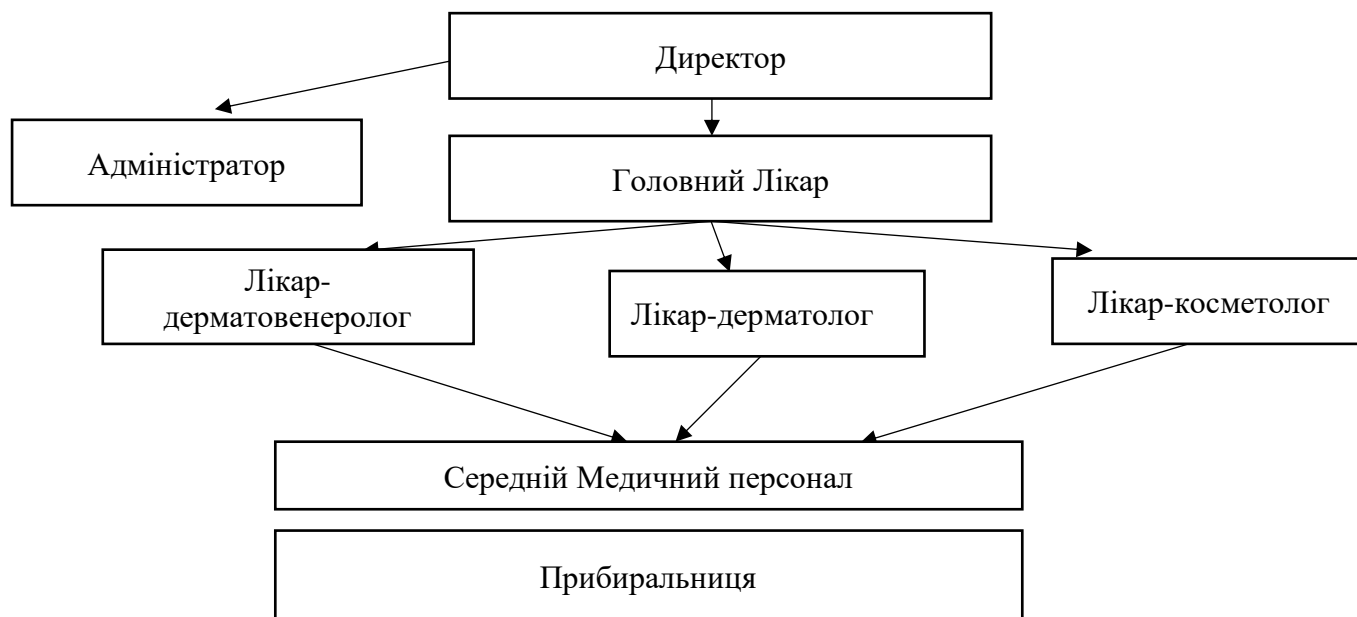 Директор
Адміністратор
Головний Лікар
Лікар-
дерматовенеролог
Лікар-дерматолог
Лікар-косметолог
Середній Медичний персонал
Прибиральниця